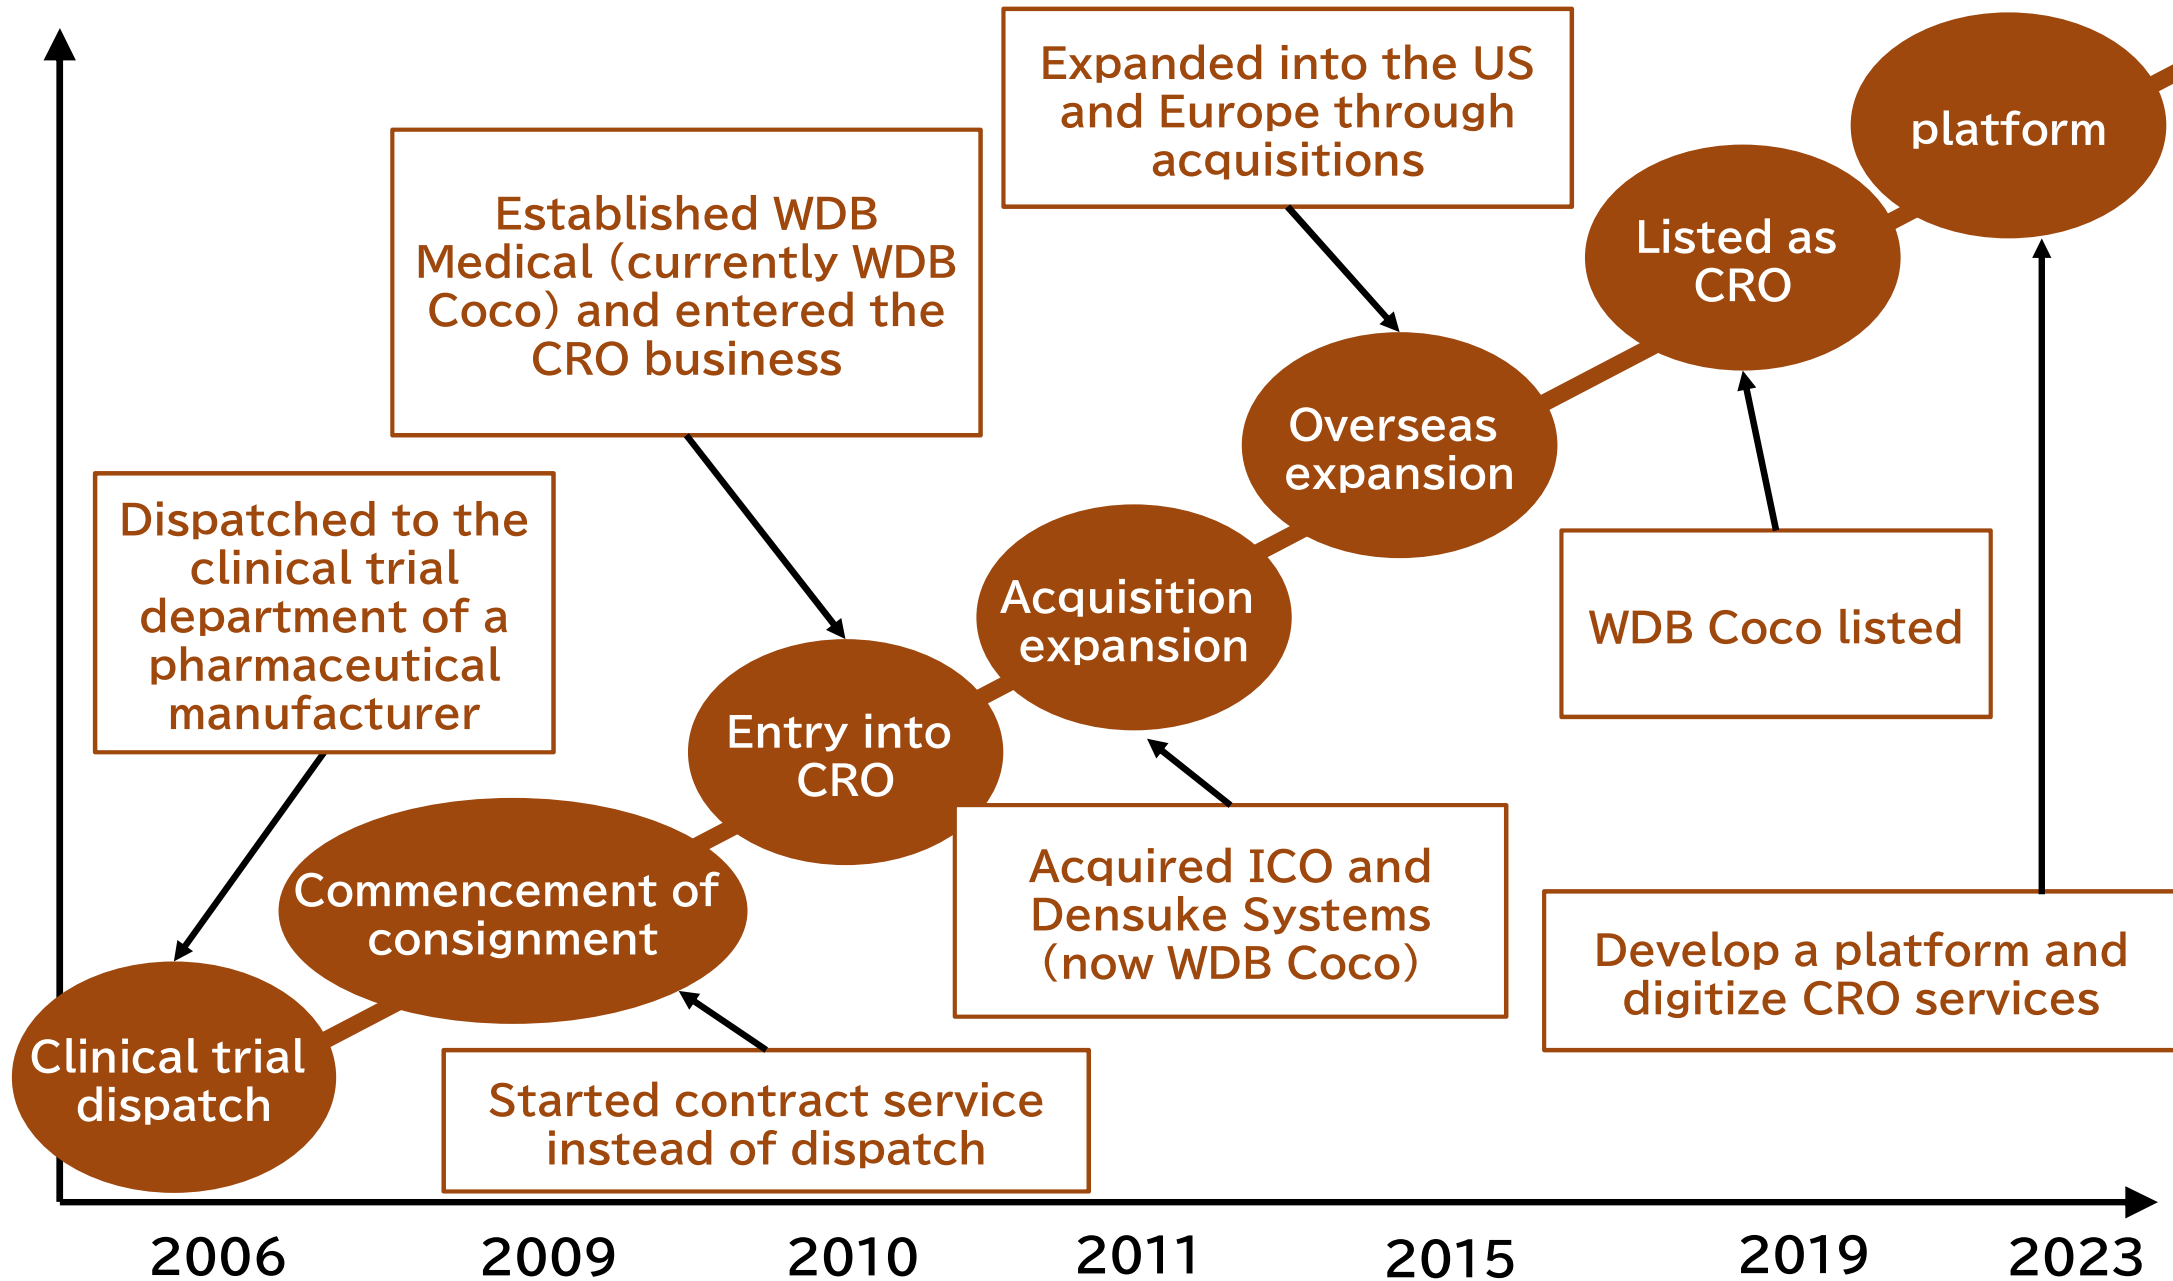 Expanded into the US
and Europe through
acquisitions
platform
Established WDB
Medical (currently WDB
Coco) and entered the
CRO business
Listed as
CRO
Overseas
expansion
Dispatched to the
clinical trial
department of a
pharmaceutical
manufacturer
Acquisition
expansion
WDB Coco listed
Entry into
CRO
Commencement of
consignment
Acquired ICO and
Densuke Systems
(now WDB Coco)
Develop a platform and
digitize CRO services
Clinical trial
dispatch
Started contract service
instead of dispatch
2006 2009 2010 2011 2015 2019 2023